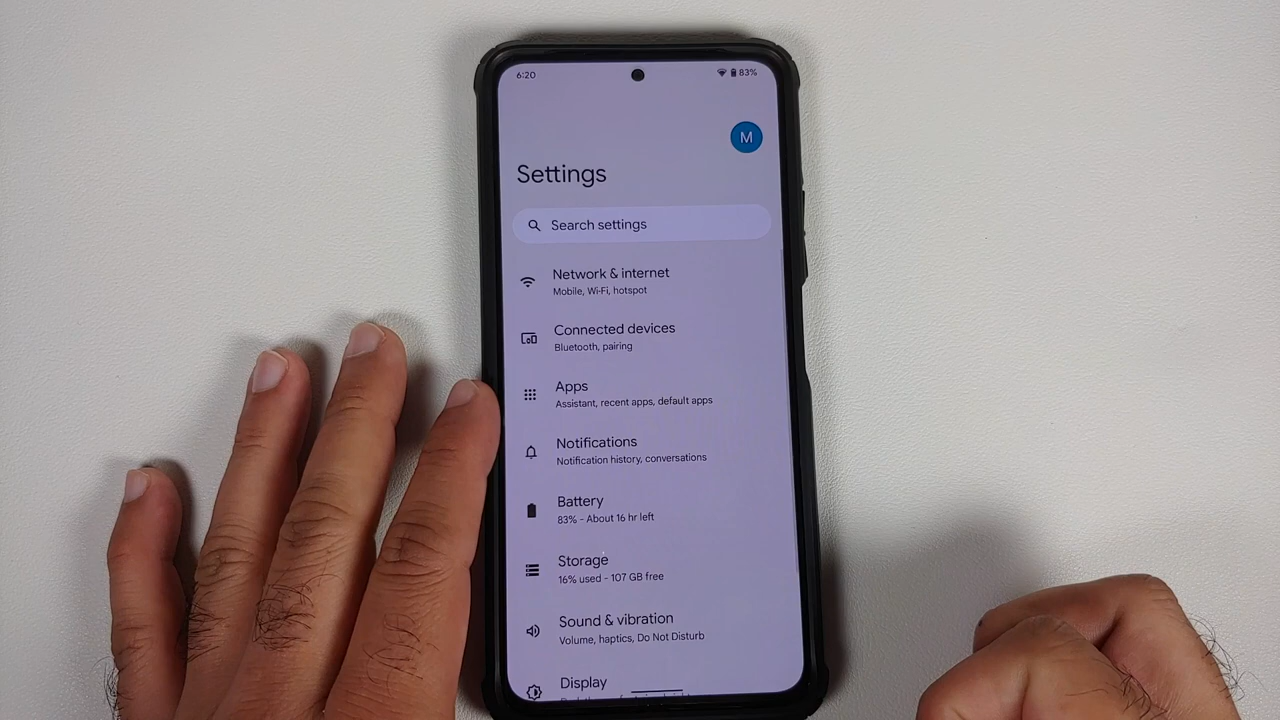 6:20
83%
M
Settings
Search settings
Network & internet
Mobile, Wi-Fi, hotspot
Connected devices
Bluetooth, pairing
Apps
Assistant, recent apps, default apps
Notifications
Notification history, conversations
Battery
83% - About 16 hr left
Storage
16% used - 107 GB free
Sound & vibration
Volume, haptics, Do Not Disturb
Display